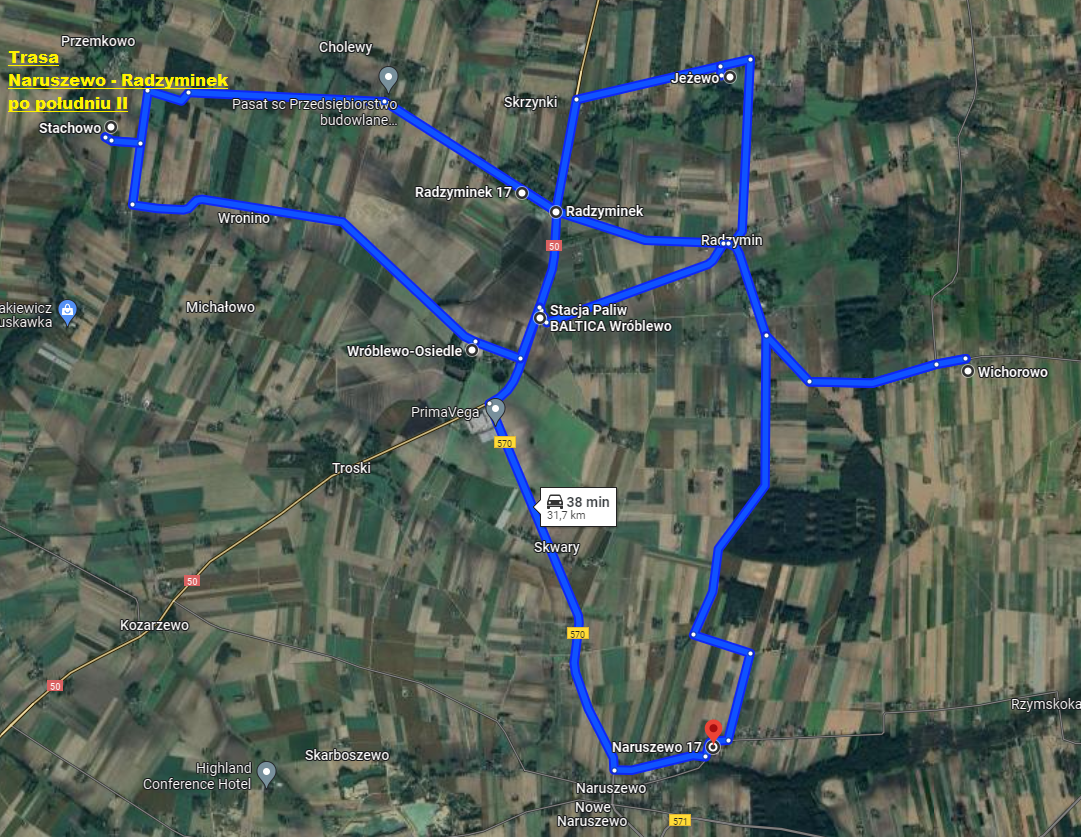 Przemkowo
Cholewy
Trasa
Naruszewo - Radzyminek
po południu II
Jeżewo
Skrzynki
Pasat sc Przedsiębiorstwo
budowlane...
Stachowo
Radzyminek 17
Radzyminek
Wronino
Radzymin
50
Michałowo
akiewicz
uskawka
Stacja Paliw
BALTICA Wróblewo
Wróblewo-Osiedle
Wichorowo
PrimaVega
570
Troski
38 min
31,7 km
Skwary
50
Kozarzewo
570
50
Rzymskoka
Naruszewo 17
Skarboszewo
Highland
Conference Hotel
Naruszewo
Nowe
Naruszewo
571